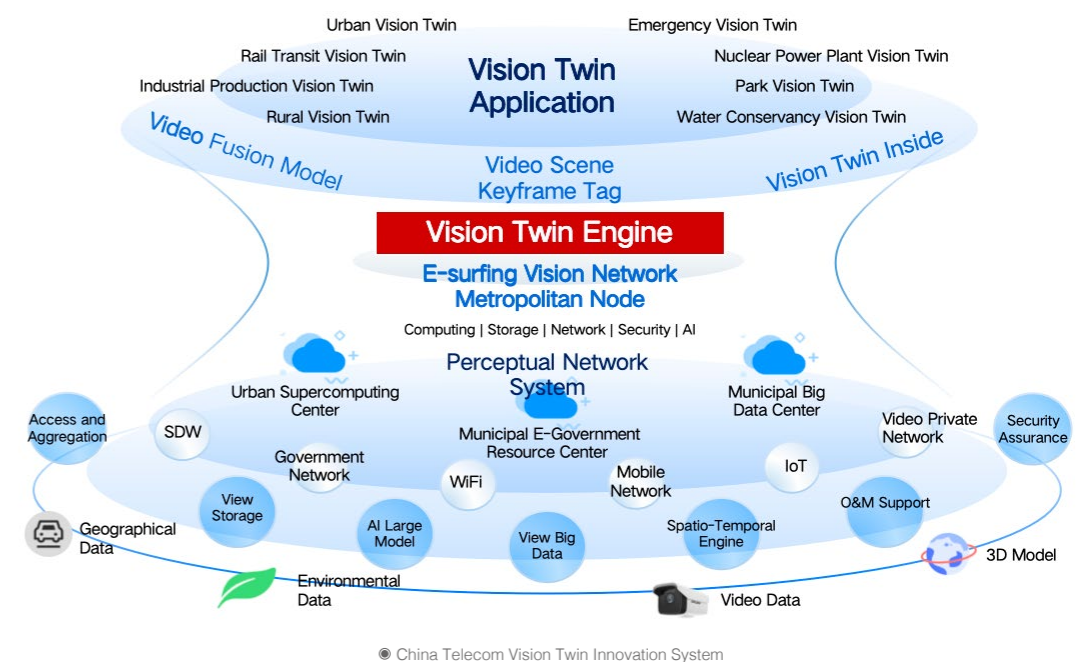 Urban Vision Twin
Emergency Vision Twin
Rail Transit Vision Twin
Nuclear Power Plant Vision Twin
Industrial Production Vision Twin
Park Vision Twin
Rural Vision Twin
Water Conservancy Vision Twin
Vision Twin
Application
Video Fusion Model
Video Scene
Keyframe Tag
Vision Twin Inside
Vision Twin Engine
E-surfing Vision Network
Metropolitan Node
Computing | Storage | Network | Security | AI
Perceptual Network
System
Urban Supercomputing
Center
Municipal Big
Data Center
Municipal E-Government
Resource Center
Access and
Aggregation
SDW
Government
Network
WiFi
Mobile
Network
IoT
Video Private
Network
Security
Assurance
View
Storage
AI Large
Model
View Big
Data
Spatio-Temporal
Engine
O&M Support
Geographical
Data
Environmental
Data
Video Data
3D Model
◉ China Telecom Vision Twin Innovation System